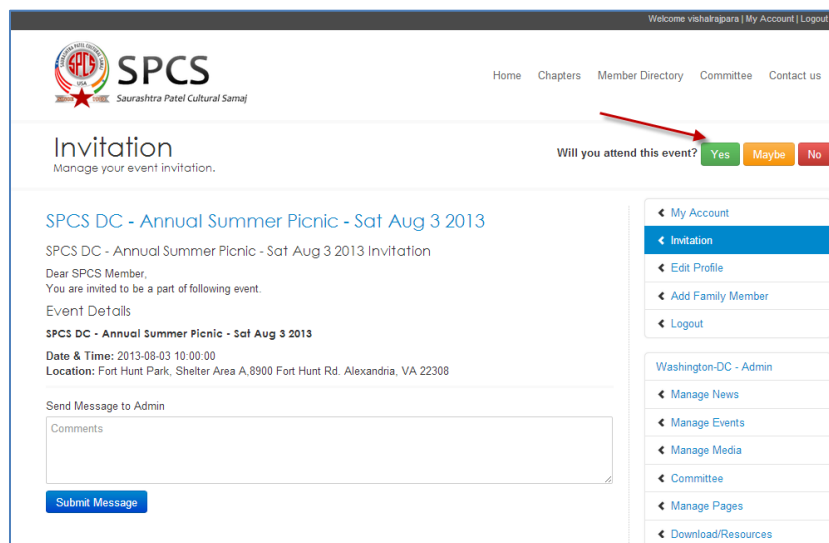 Welcome vishalrajpara | My Account | Logout
SAURASHTRA PATEL CULTURAL SAMAJ
SPCS
USA
SPCS
Saurashtra Patel Cultural Samaj
Home Chapters Member Directory Committee Contact us
Invitation
Manage your event invitation.
Will you attend this event? Yes Maybe No
SPCS DC - Annual Summer Picnic - Sat Aug 3 2013
SPCS DC - Annual Summer Picnic - Sat Aug 3 2013 Invitation
Dear SPCS Member,
You are invited to be a part of following event.
Event Details
SPCS DC - Annual Summer Picnic - Sat Aug 3 2013
Date & Time: 2013-08-03 10:00:00
Location: Fort Hunt Park, Shelter Area A,8900 Fort Hunt Rd. Alexandria, VA 22308
Send Message to Admin
Comments
Submit Message
My Account
Invitation
Edit Profile
Add Family Member
Logout
Washington-DC - Admin
Manage News
Manage Events
Manage Media
Committee
Manage Pages
Download/Resources